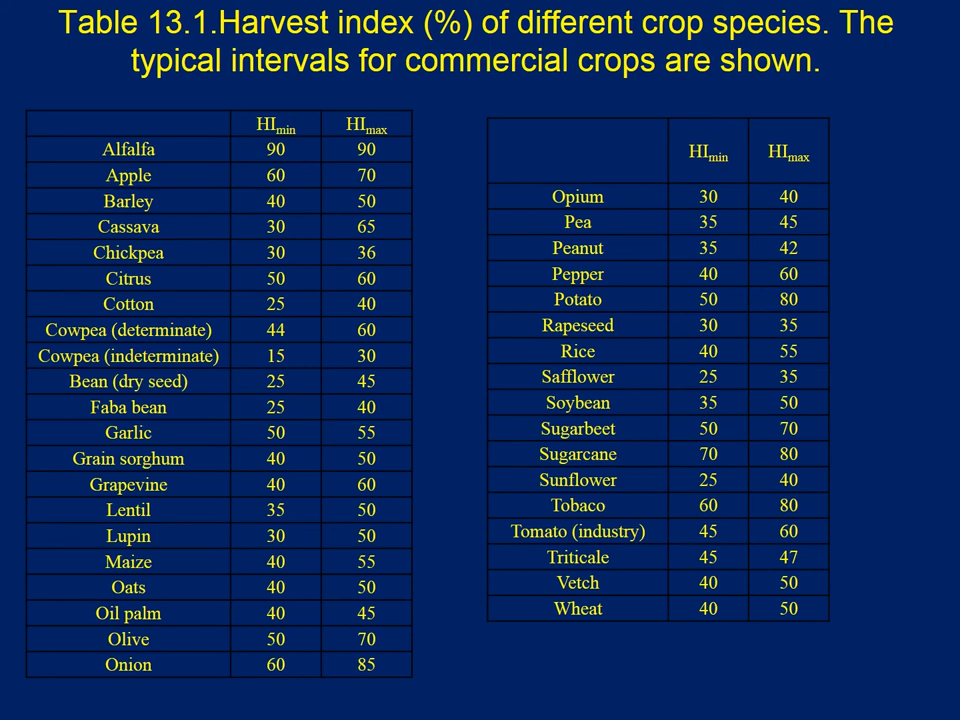 Table 13.1.Harvest index (%) of different crop species. The
typical intervals for commercial crops are shown.
HImin HImax
Alfalfa 90 90
Apple 60 70
Barley 40 50
Cassava 30 65
Chickpea 30 36
Citrus 50 60
Cotton 25 40
Cowpea (determinate) 44 60
Cowpea (indeterminate) 15 30
Bean (dry seed) 25 45
Faba bean 25 40
Garlic 50 55
Grain sorghum 40 50
Grapevine 40 60
Lentil 35 50
Lupin 30 50
Maize 40 55
Oats 40 50
Oil palm 40 45
Olive 50 70
Onion 60 85
HImin HImax
Opium 30 40
Pea 35 45
Peanut 35 42
Pepper 40 60
Potato 50 80
Rapeseed 30 35
Rice 40 55
Safflower 25 35
Soybean 35 50
Sugarbeet 50 70
Sugarcane 70 80
Sunflower 25 40
Tobaco 60 80
Tomato (industry) 45 60
Triticale 45 47
Vetch 40 50
Wheat 40 50